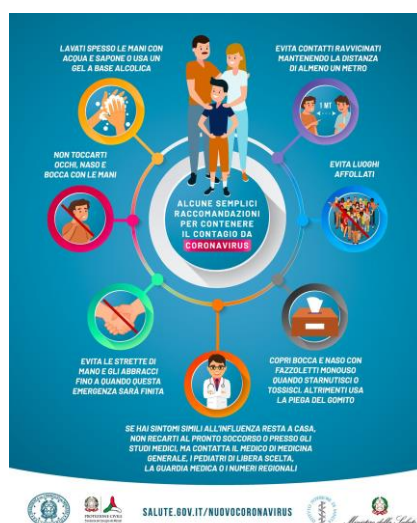 LAVATI SPESSO LE MANI CON
ACQUA E SAPONE O USA UN
GEL A BASE ALCOLICA
EVITA CONTATTI RAVVICINATI
MANTENENDO LA DISTANZA
DI ALMENO UN METRO
1 MT
NON TOCCARTI
OCCHI, NASO E
BOCCA CON LE MANI
EVITA LUOGHI
AFFOLLATI
ALCUNE SEMPLICI
RACCOMANDAZIONI
PER CONTENERE
IL CONTAGIO DA
CORONAVIRUS
EVITA LE STRETTE DI
MANO E GLI ABBRACCI
FINO A QUANDO QUESTA
EMERGENZA SARÀ FINITA
COPRI BOCCA E NASO CON
FAZZOLETTI MONOUSO
QUANDO STARNUTISCI O
TOSSISCI. ALTRIMENTI USA
LA PIEGA DEL GOMITO
SE HAI SINTOMI SIMILI ALL'INFLUENZA RESTA A CASA,
NON RECARTI AL PRONTO SOCCORSO O PRESSO GLI
STUDI MEDICI, MA CONTATTA IL MEDICO DI MEDICINA
GENERALE, I PEDIATRI DI LIBERA SCELTA,
LA GUARDIA MEDICA O I NUMERI REGIONALI
PROTEZIONE CIVILE
SALUTE.GOV.IT/NUOVOCORONAVIRUS